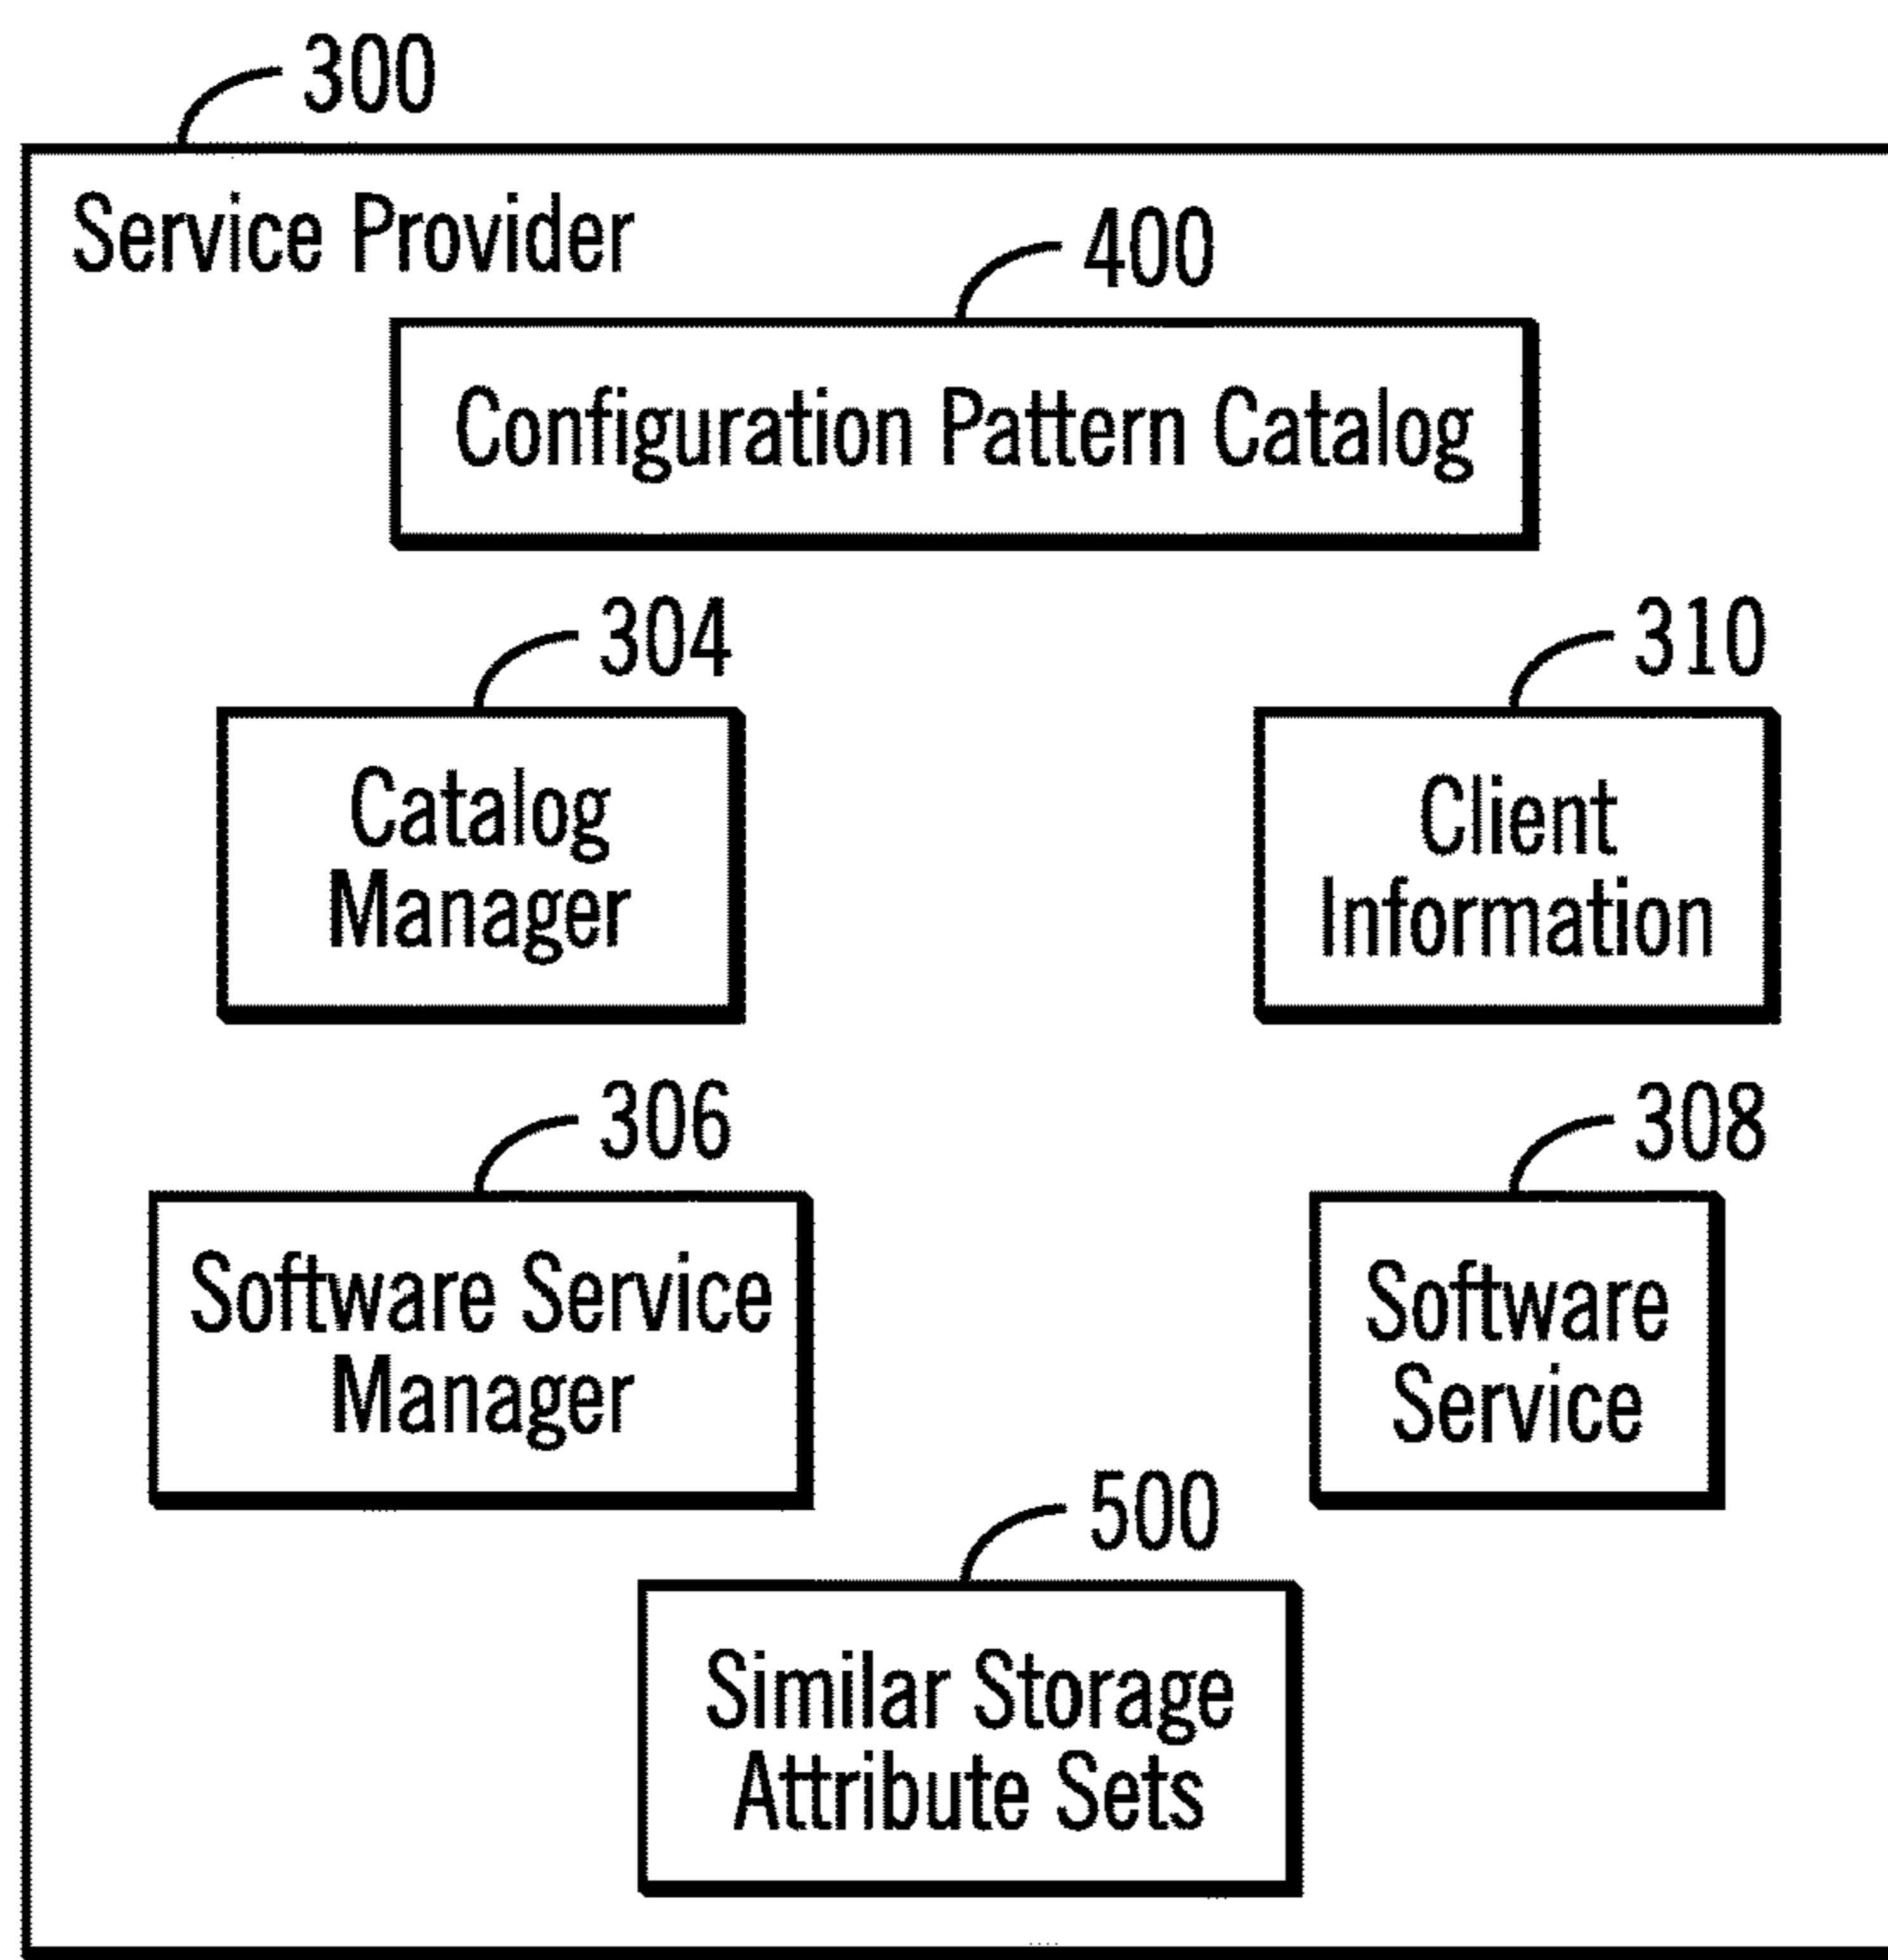 300
Service Provider
400
Configuration Pattern Catalog
304
Catalog
Manager
310
Client
Information
306
Software Service
Manager
308
Software
Service
500
Similar Storage
Attribute Sets